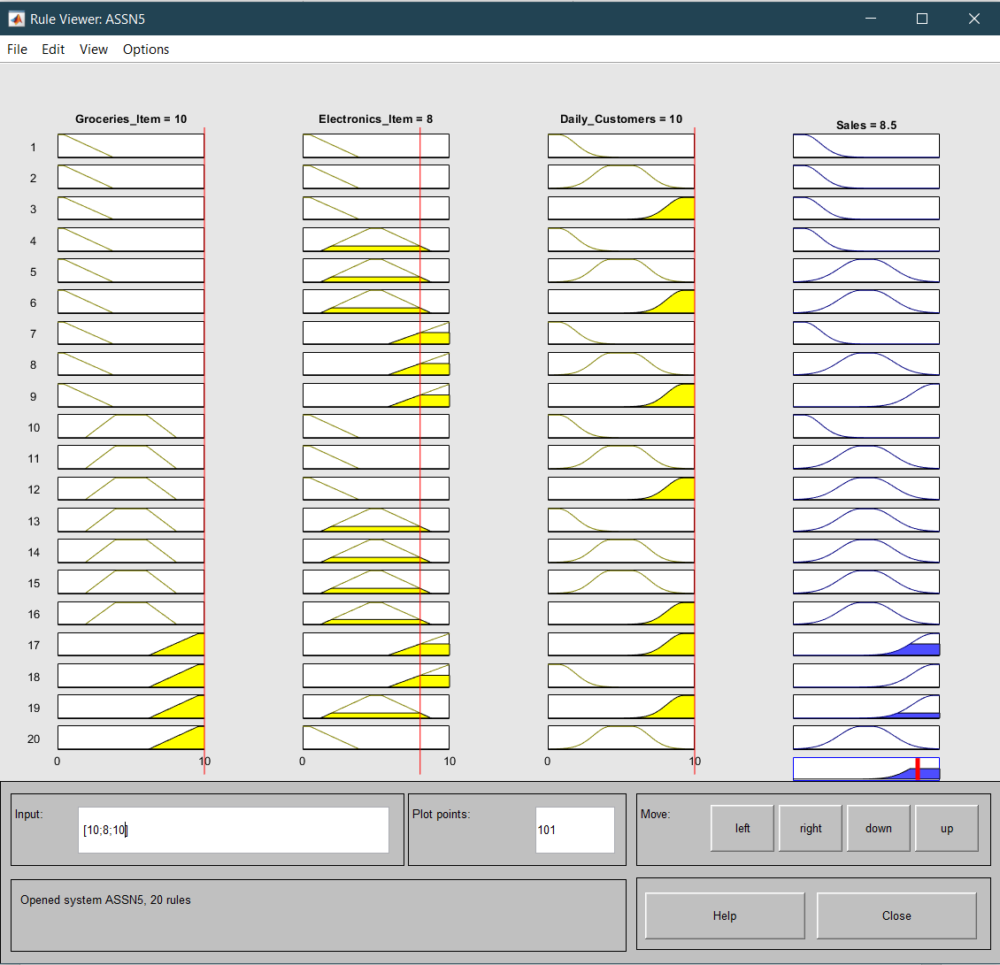 Rule Viewer: ASSN5
File Edit View Options
Groceries_Item = 10
Electronics_Item = 8
Daily_Customers = 10
Sales = 8.5
1
2
3
4
5
6
7
8
9
10
11
12
13
14
15
16
17
18
19
20
0 10
0 10
0 10
Input:
[10;8;10]
Plot points:
101
Move:
left
right
down
up
Opened system ASSN5, 20 rules
Help
Close